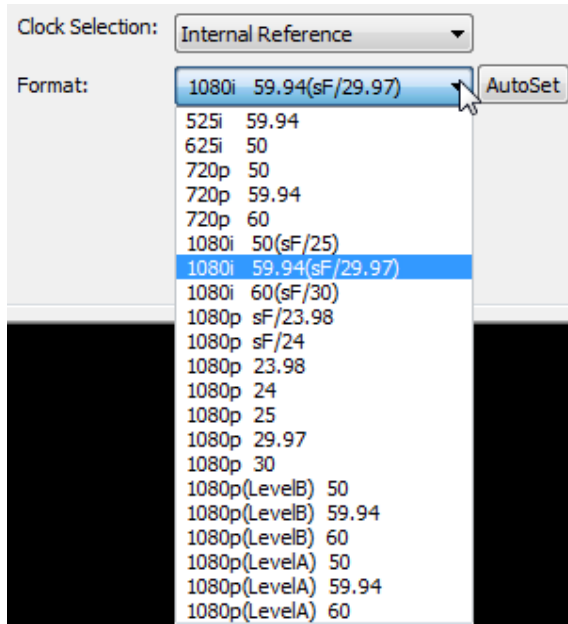 Clock Selection: Internal Reference
Format: 1080i 59.94(sF/29.97) AutoSet
525i 59.94
625i 50
720p 50
720p 59.94
720p 60
1080i 50(sF/25)
1080i 59.94(sF/29.97)
1080i 60(sF/30)
1080p sF/23.98
1080p sF/24
1080p 23.98
1080p 24
1080p 25
1080p 29.97
1080p 30
1080p(LevelB) 50
1080p(LevelB) 59.94
1080p(LevelB) 60
1080p(LevelA) 50
1080p(LevelA) 59.94
1080p(LevelA) 60